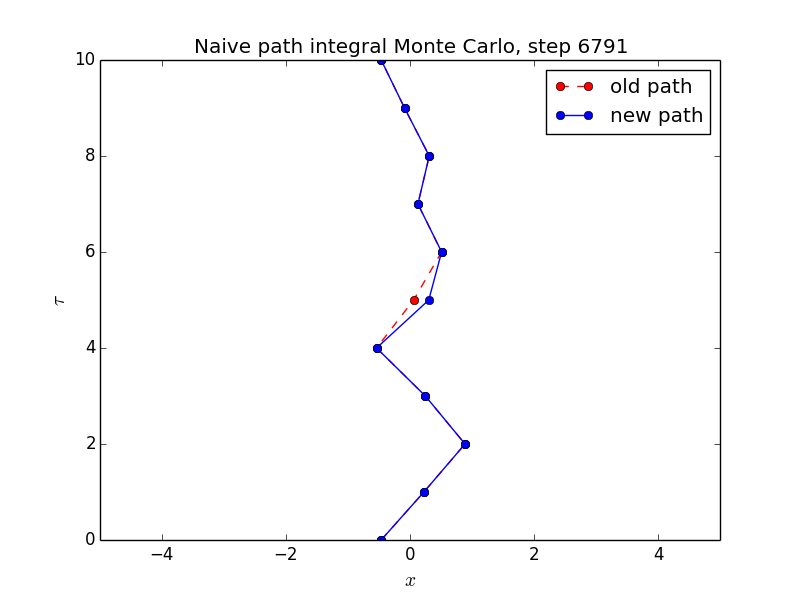 Naive path integral Monte Carlo, step 6791
old path
new path
10
8
6
4
2
0
τ
−4
−2
0
2
4
x